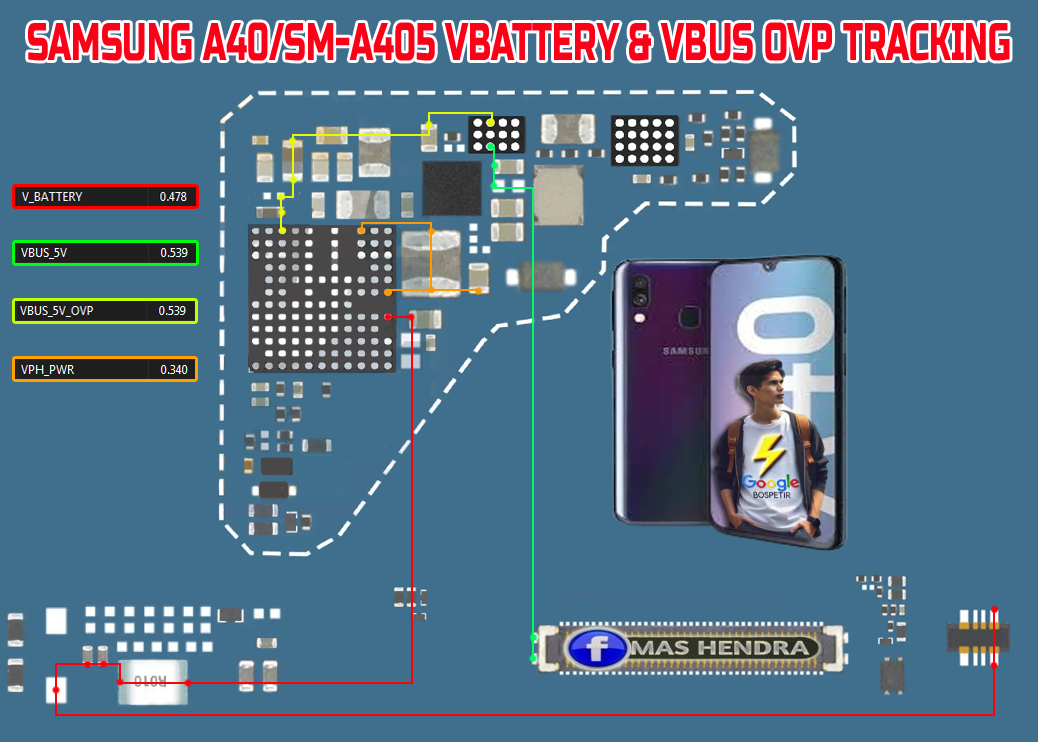 SAMSUNG A40/SM-A405 VBATTERY & VBUS OVP TRACKING
V_BATTERY 0.478
VBUS_5V 0.539
VBUS_5V_OVP 0.539
VPH_PWR 0.340
SAMSUNG
Google
BOSPETIR
R010
f MAS HENDRA